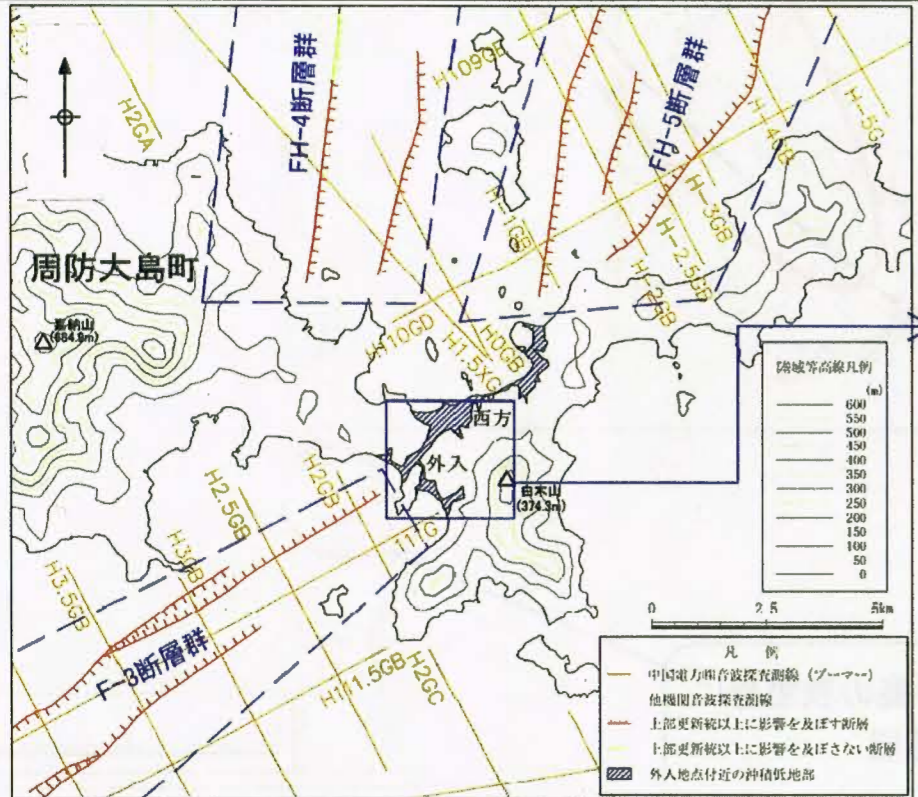 H2GA
FH-4断層群
H109GB
FH-5断層群
H-4GB
H-5G
H-1GB
H-3GB
H-2.5GB
H-2GB
周防大島町
嘉納山
(684.9m)
H110GD
H1.5XG
H0GB
陸域等高線凡例
(m)
600
550
500
450
400
350
300
250
200
150
100
50
0
西方
外入
白木山
(374.3m)
H2GB
H2.5GB
111G
H3GB
H3.5GB
F-3断層群
H111.5GB
H2GC
0 2.5 5km
凡 例
中国電力㈱音波探査測線 (ブーマー)
他機関音波探査測線
上部更新統以上に影響を及ぼす断層
上部更新統以上に影響を及ぼさない断層
外入地点付近の沖積低地部